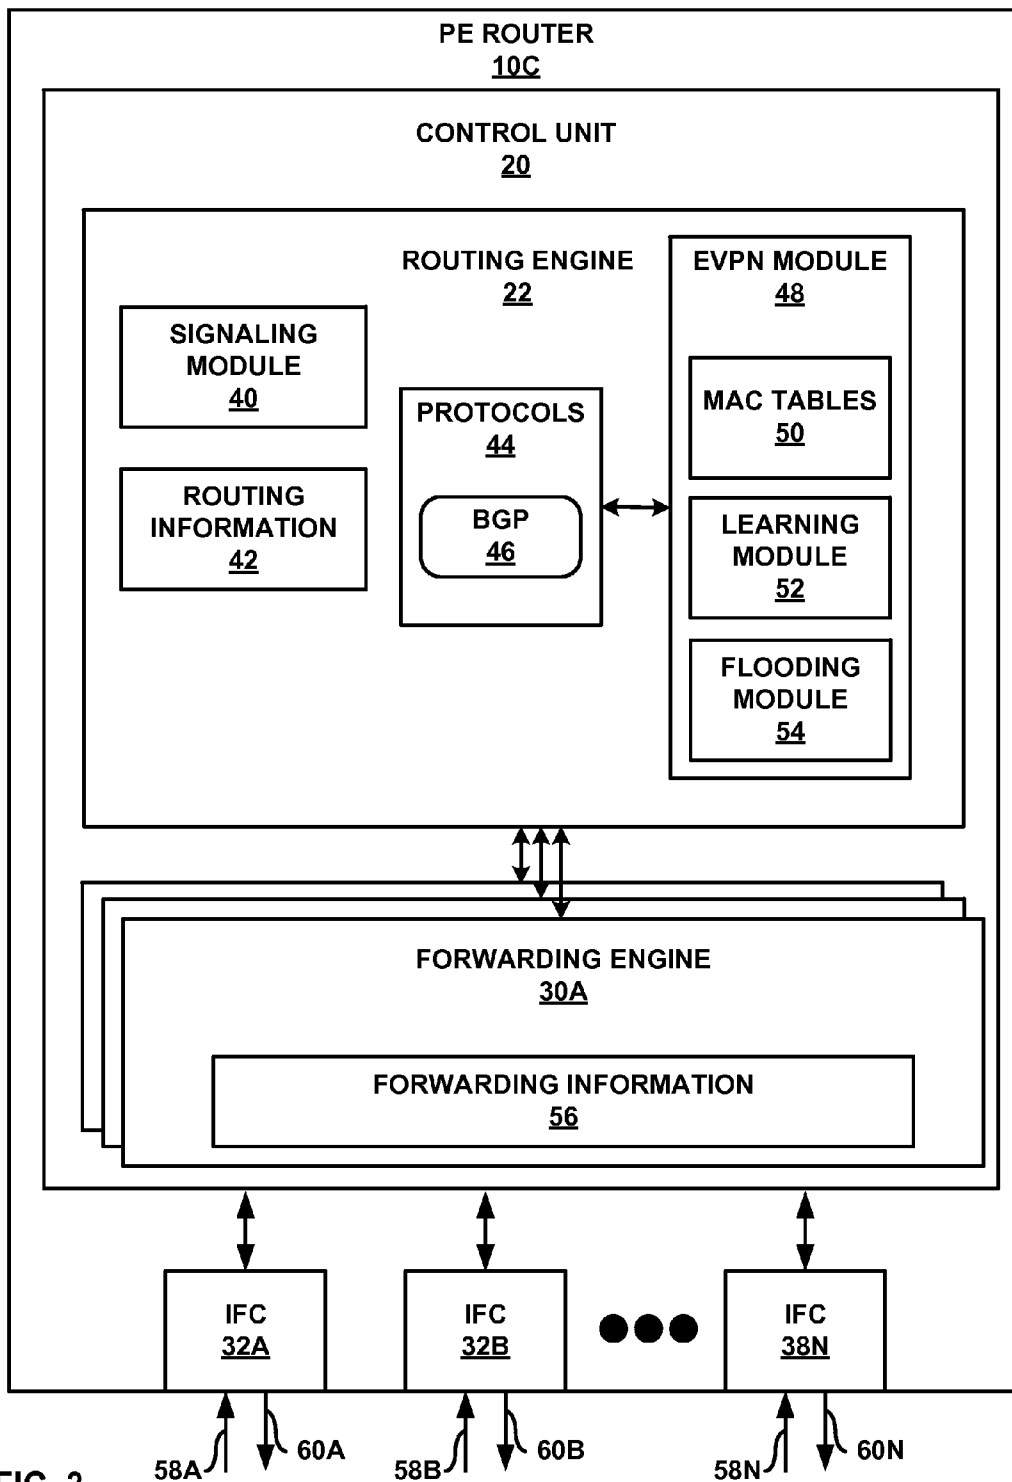 PE ROUTER
10C
CONTROL UNIT
20
ROUTING ENGINE
22
EVPN MODULE
48
SIGNALING
MODULE
40
ROUTING
INFORMATION
42
PROTOCOLS
44
BGP
46
MAC TABLES
50
LEARNING
MODULE
52
FLOODING
MODULE
54
FORWARDING ENGINE
30A
FORWARDING INFORMATION
56
IFC
32A
IFC
32B
IFC
38N
58A
60A
58B
60B
58N
60N